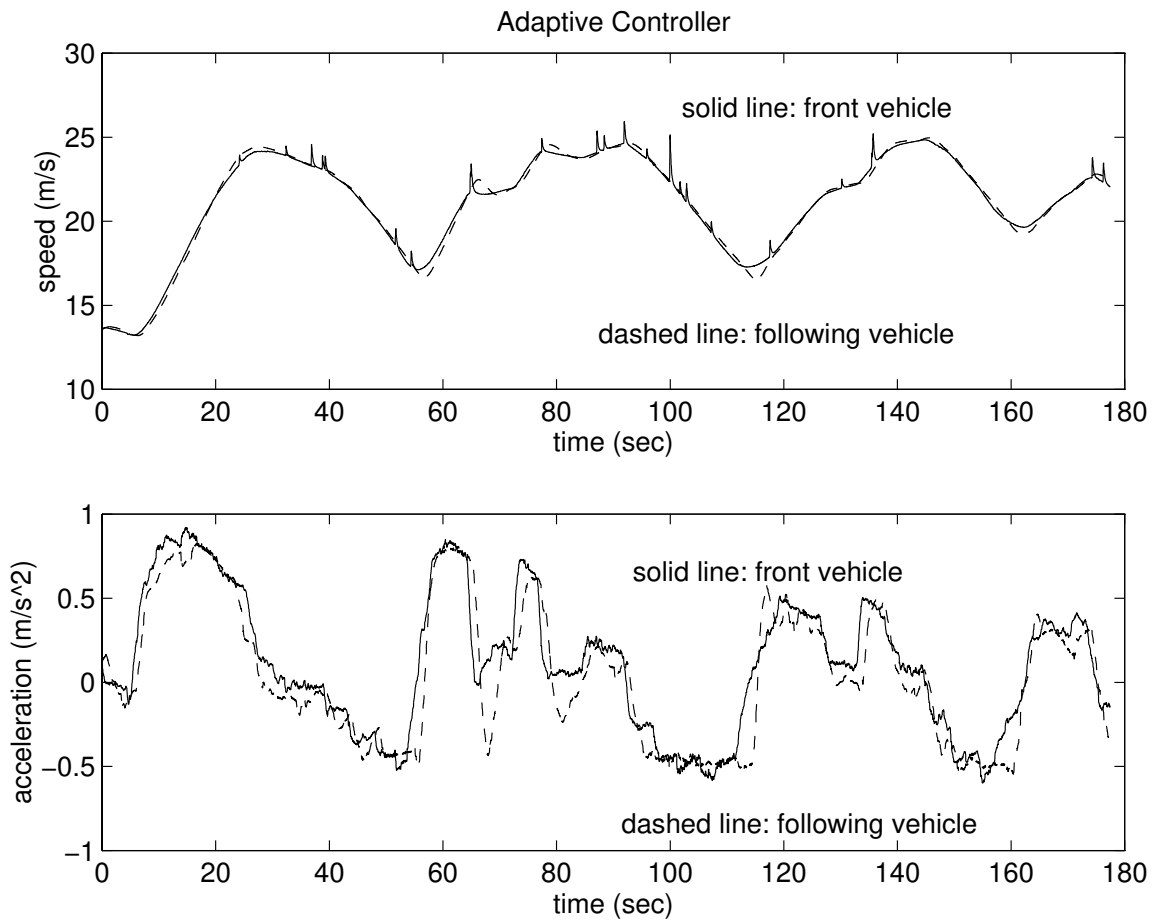 Adaptive Controller
30
25
20
15
10
speed (m/s)
solid line: front vehicle
dashed line: following vehicle
0 20 40 60 80 100 120 140 160 180
time (sec)
1
0.5
0
−0.5
−1
acceleration (m/s^2)
solid line: front vehicle
dashed line: following vehicle
0 20 40 60 80 100 120 140 160 180
time (sec)